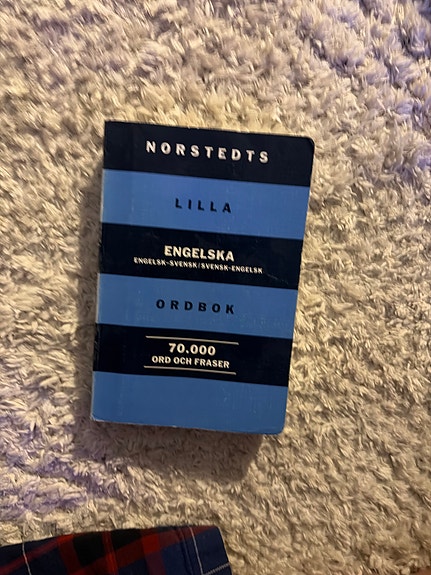 NORSTEDTS
LILLA
ENGELSKA
ENGELSK-SVENSK/SVENSK-ENGELSK
ORDBOK
70.000
ORD OCH FRASER